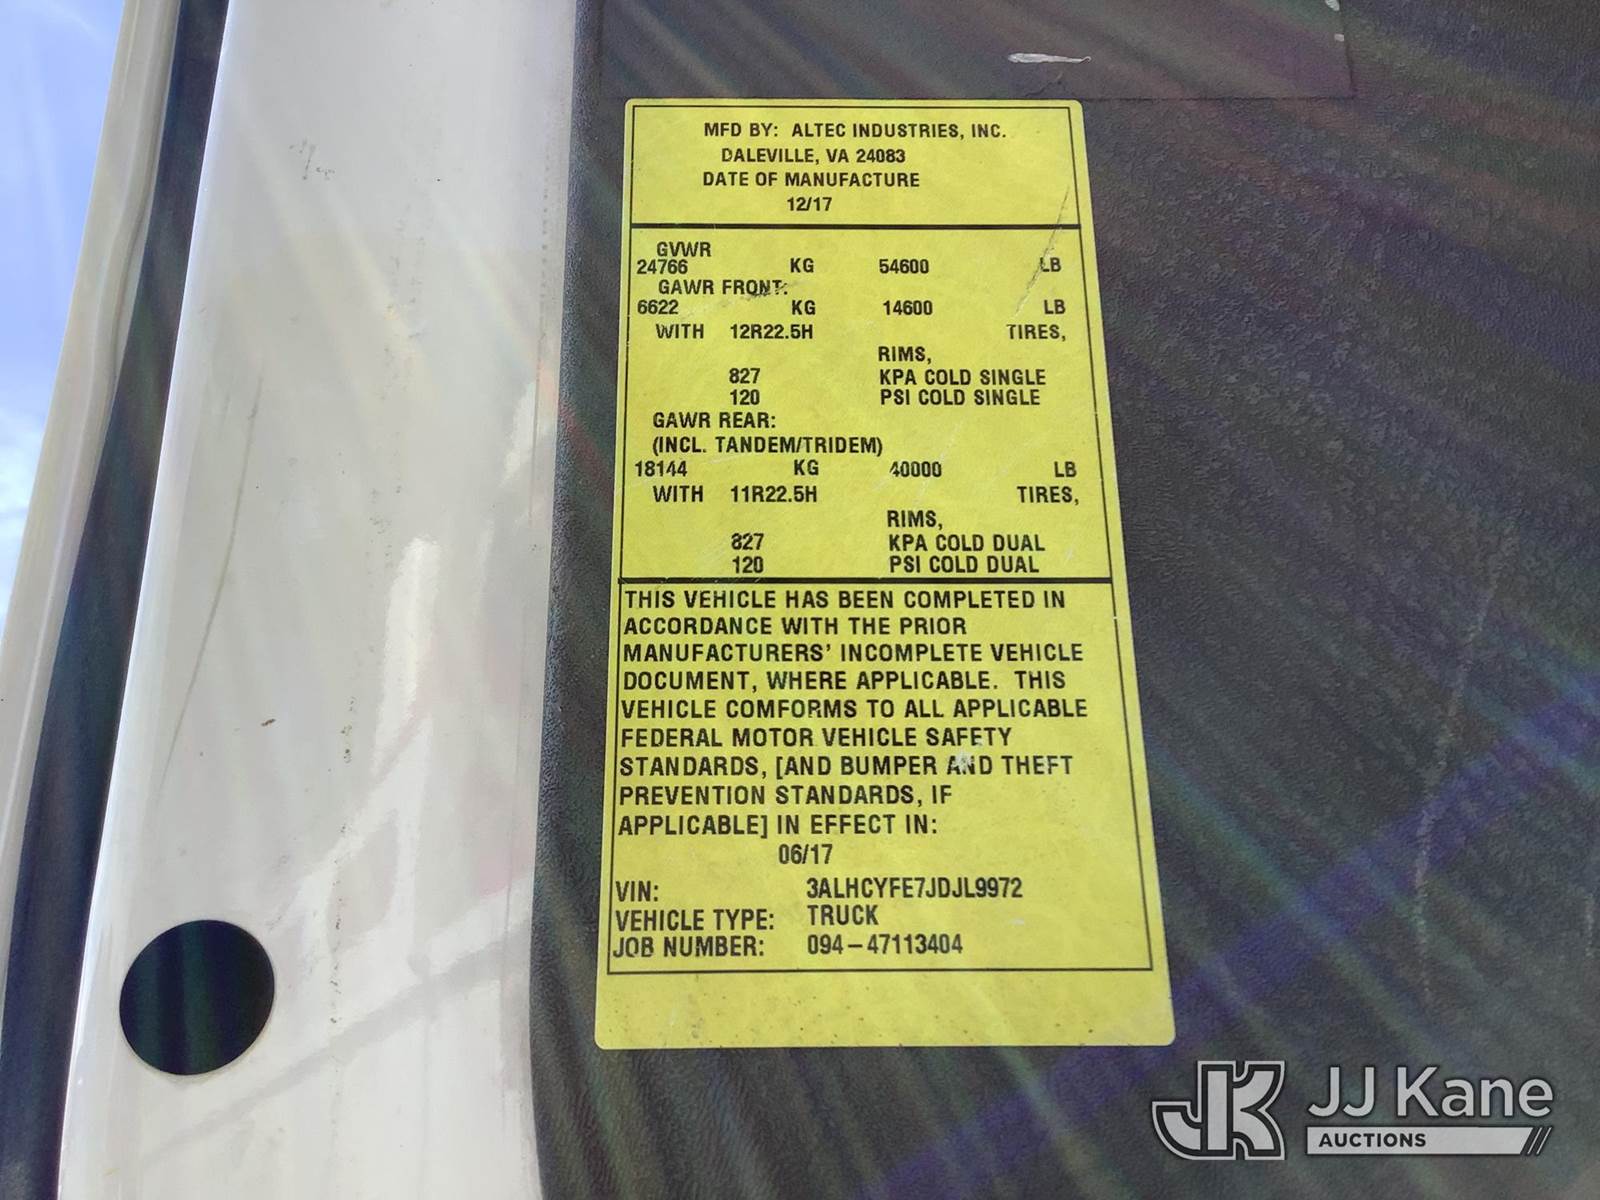 MFD BY: ALTEC INDUSTRIES, INC.
DALEVILLE, VA 24083
DATE OF MANUFACTURE
12/17
GVWR
24766 KG 54600 LB
GAWR FRONT:
6622 KG 14600 LB
WITH 12R22.5H TIRES,
RIMS,
827 KPA COLD SINGLE
120 PSI COLD SINGLE
GAWR REAR:
(INCL. TANDEM/TRIDEM)
18144 KG 40000 LB
WITH 11R22.5H TIRES,
RIMS,
827 KPA COLD DUAL
120 PSI COLD DUAL
THIS VEHICLE HAS BEEN COMPLETED IN
ACCORDANCE WITH THE PRIOR
MANUFACTURERS' INCOMPLETE VEHICLE
DOCUMENT, WHERE APPLICABLE. THIS
VEHICLE COMFORMS TO ALL APPLICABLE
FEDERAL MOTOR VEHICLE SAFETY
STANDARDS, [AND BUMPER AND THEFT
PREVENTION STANDARDS, IF
APPLICABLE] IN EFFECT IN:
06/17
VIN: 3ALHCYFE7JDJL9972
VEHICLE TYPE: TRUCK
JOB NUMBER: 094-47113404
JK JJ Kane
AUCTIONS